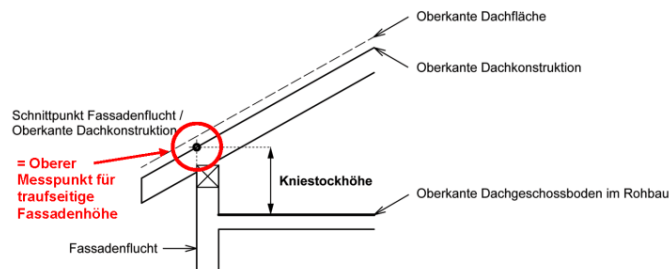 Oberkante Dachfläche
Oberkante Dachkonstruktion
Schnittpunkt Fassadenflucht /
Oberkante Dachkonstruktion
= Oberer
Messpunkt für
traufseitige
Fassadenhöhe
Kniestockhöhe
Oberkante Dachgeschossboden im Rohbau
Fassadenflucht